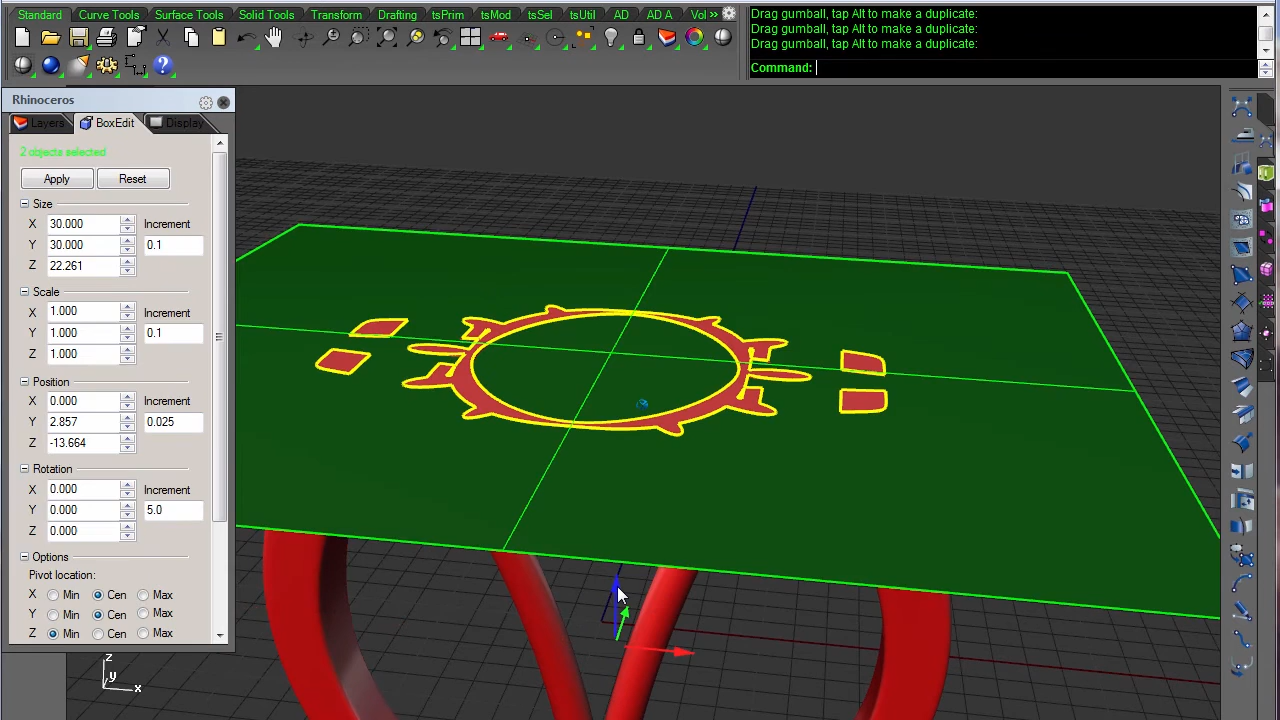 Standard Curve Tools Surface Tools Solid Tools Transform Drafting tsPrim tsMod tsSel tsUtil AD AD A Vol »
Drag gumball, tap Alt to make a duplicate:
Drag gumball, tap Alt to make a duplicate:
Drag gumball, tap Alt to make a duplicate:
Command:
Rhinoceros
Layers BoxEdit Display
2 objects selected
Apply Reset
Size
X 30.000 Increment
Y 30.000 0.1
Z 22.261
Scale
X 1.000 Increment
Y 1.000 0.1
Z 1.000
Position
X 0.000 Increment
Y 2.857 0.025
Z -13.664
Rotation
X 0.000 Increment
Y 0.000 5.0
Z 0.000
Options
Pivot location:
X Min Cen Max
Y Min Cen Max
Z Min Cen Max
z
y
x